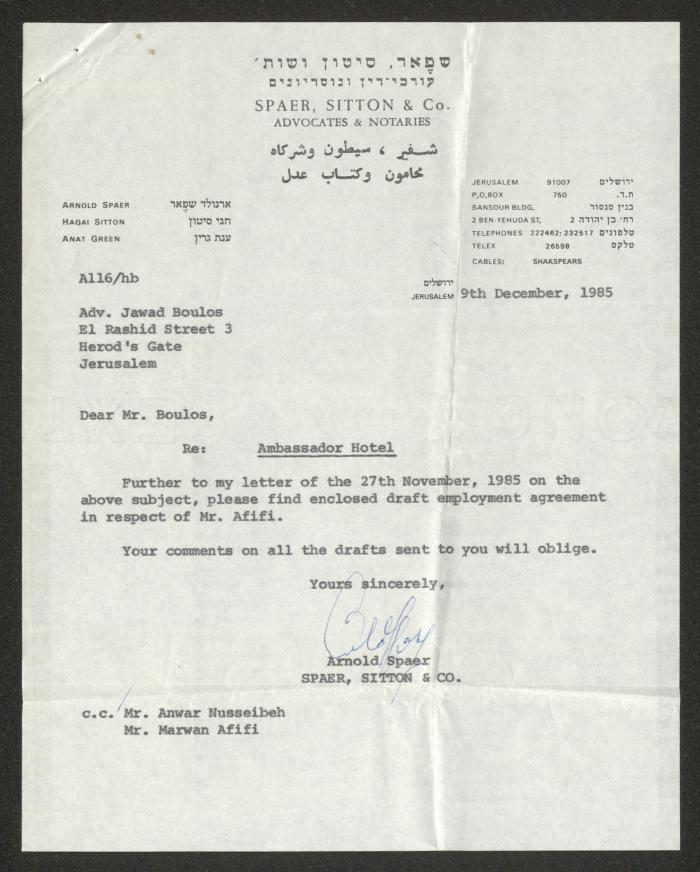 שפאר, סיטון ושות'
עורכי־דין ונוטריונים
SPAER, SITTON & Co.
ADVOCATES & NOTARIES
شفير ، سيطون وشركاه
محامون وكتاب عدل
ARNOLD SPAER ארנולד שפאר
HAGAI SITTON חגי סיטון
ANAT GREEN ענת גרין
JERUSALEM 91007 ירושלים
P.O.BOX 750 ת.ד.
SANSOUR BLDG, בנין סנסור
2 BEN-YEHUDA ST, רח' בן יהודה 2
TELEPHONES 222462; 232517 טלפונים
TELEX 26598 טלקס
CABLES: SHAKSPEARS
A116/hb
ירושלים
JERUSALEM 9th December, 1985
Adv. Jawad Boulos
El Rashid Street 3
Herod's Gate
Jerusalem
Dear Mr. Boulos,
Re: Ambassador Hotel
Further to my letter of the 27th November, 1985 on the
above subject, please find enclosed draft employment agreement
in respect of Mr. Afifi.
Your comments on all the drafts sent to you will oblige.
Yours sincerely,
Arnold Spaer
SPAER, SITTON & CO.
c.c. Mr. Anwar Nusseibeh
Mr. Marwan Afifi